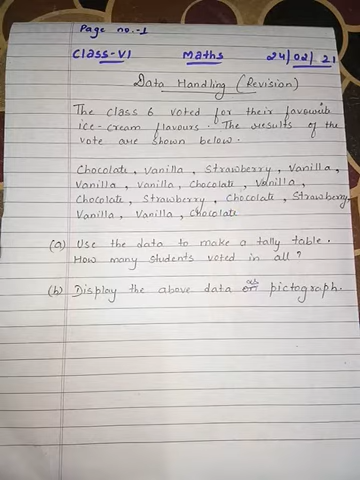 Page no.-1
Class-VI Maths 24/02/21
Data Handling (Revision)
The class 6 voted for their favourite
ice-cream flavours. The results of the
vote are shown below.
Chocolate, Vanilla, Strawberry, Vanilla,
Vanilla, Vanilla, Chocolate, Vanilla,
Chocolate, Strawberry, Chocolate, Strawberry,
Vanilla, Vanilla, Chocolate
(a) Use the data to make a tally table.
How many students voted in all?
(b) Display the above data as pictograph.